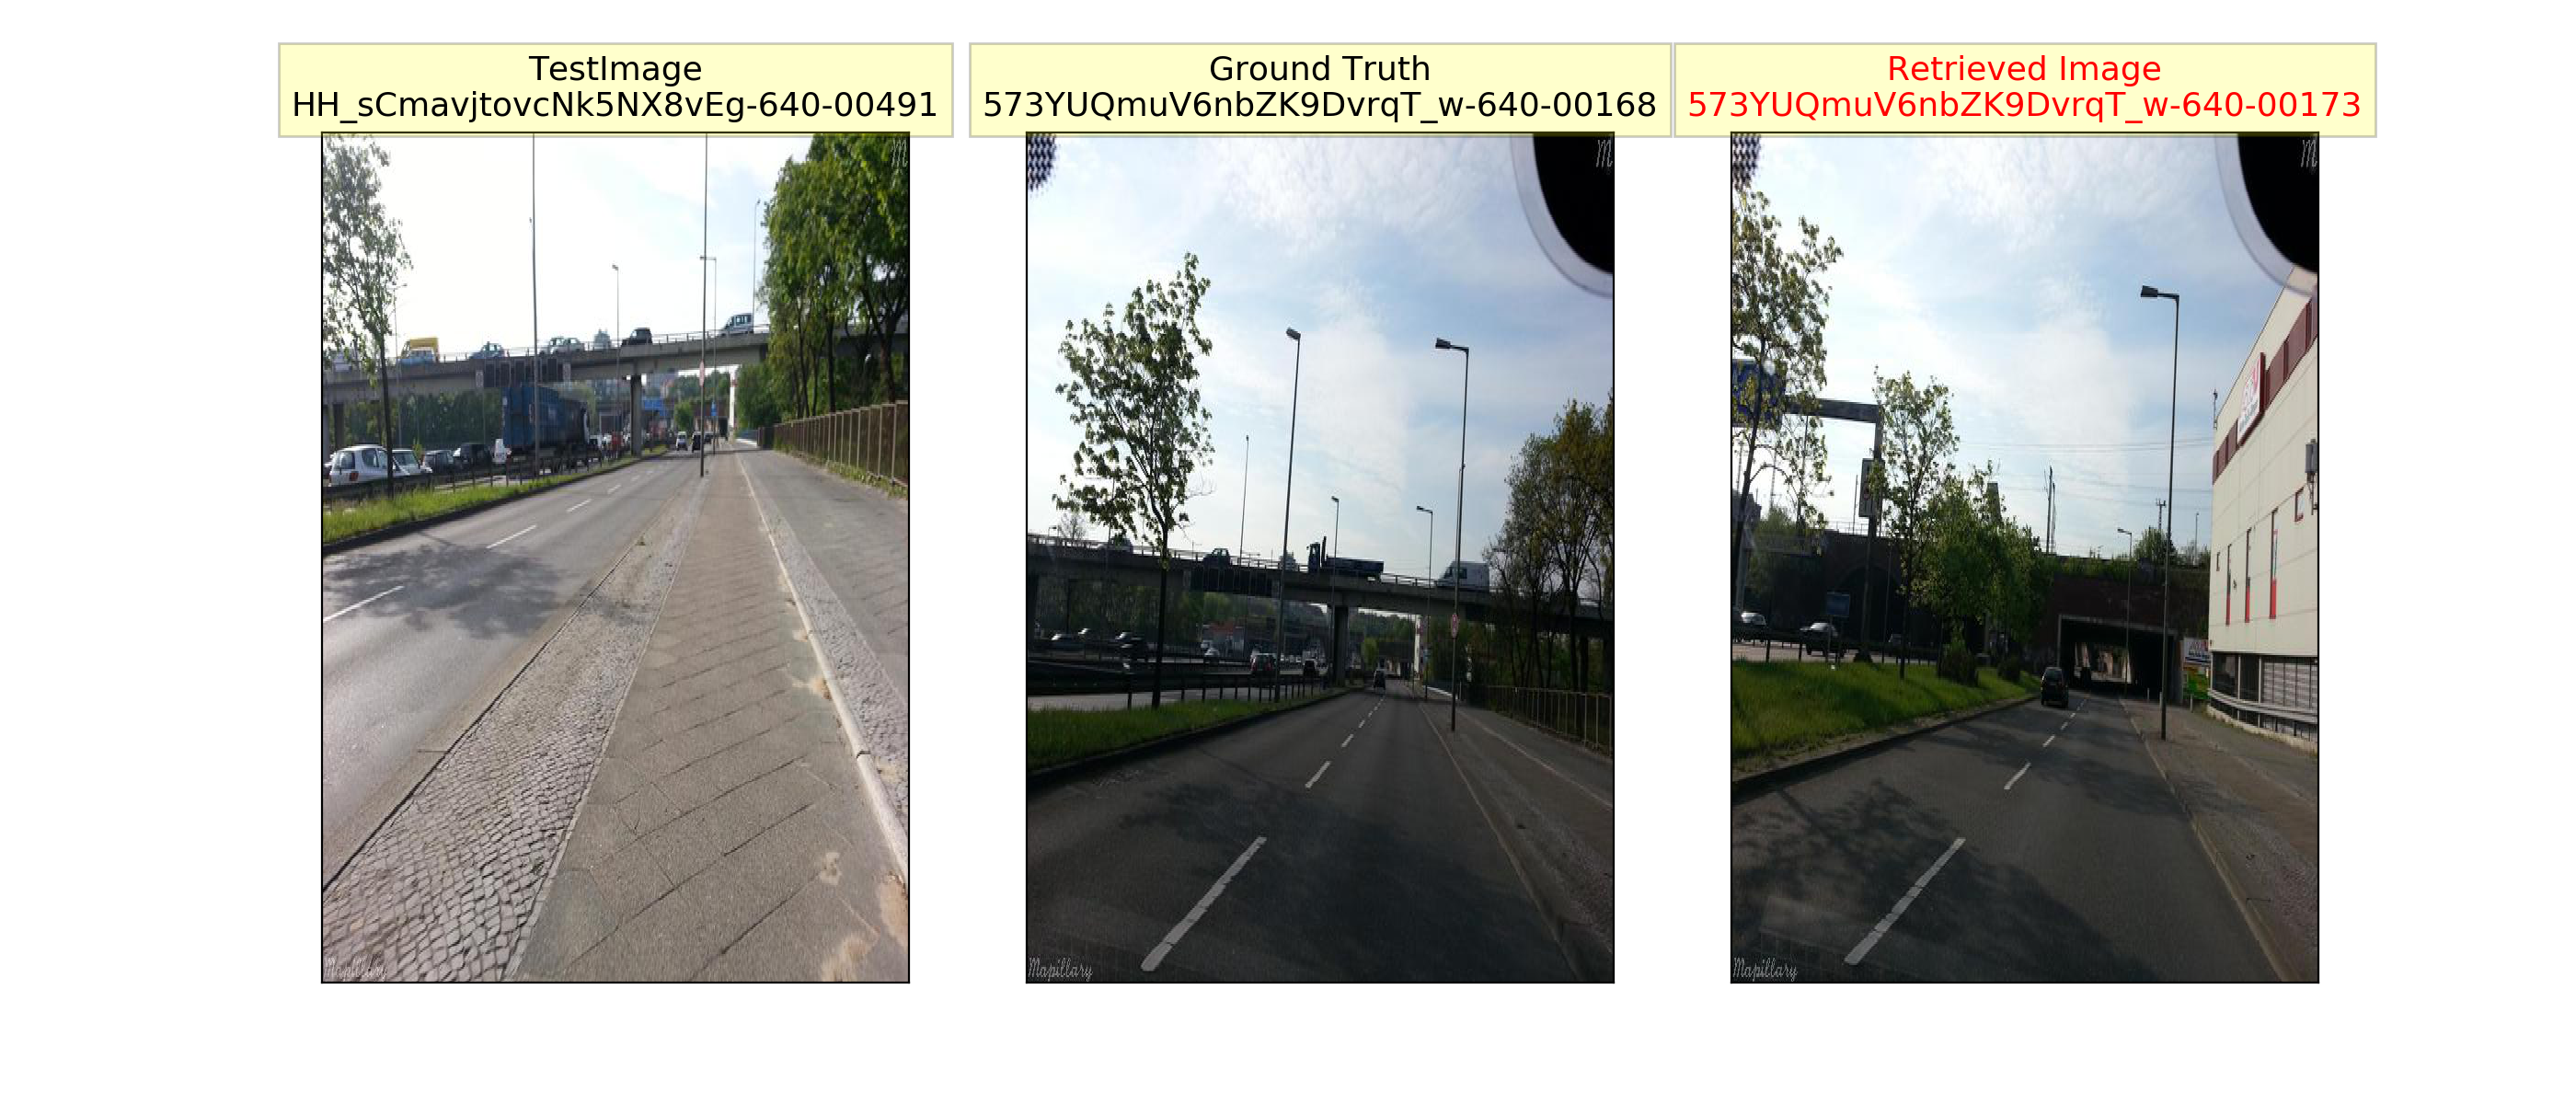 TestImage
HH_sCmavjtovcNk5NX8vEg-640-00491
Ground Truth
573YUQmuV6nbZK9DvrqT_w-640-00168
Retrieved Image
573YUQmuV6nbZK9DvrqT_w-640-00173
M
M
M
Mapillary
Mapillary
Mapillary